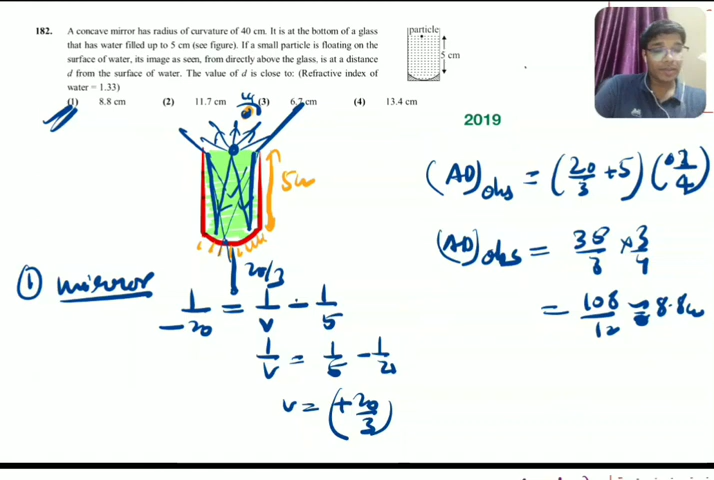 182. A concave mirror has radius of curvature of 40 cm. It is at the bottom of a glass
that has water filled up to 5 cm (see figure). If a small particle is floating on the
surface of water, its image as seen, from directly above the glass, is at a distance
d from the surface of water. The value of d is close to: (Refractive index of
water = 1.33)
(1) 8.8 cm (2) 11.7 cm (3) 6.7 cm (4) 13.4 cm
particle
5 cm
2019
5cm
20/3
① mirror
1/-20 = 1/v - 1/5
1/v = 1/5 - 1/20
v = (+20/3)
(AD)obs = (20/3 + 5)
(AD)obs = 35/3 × 3/4
8.8cm